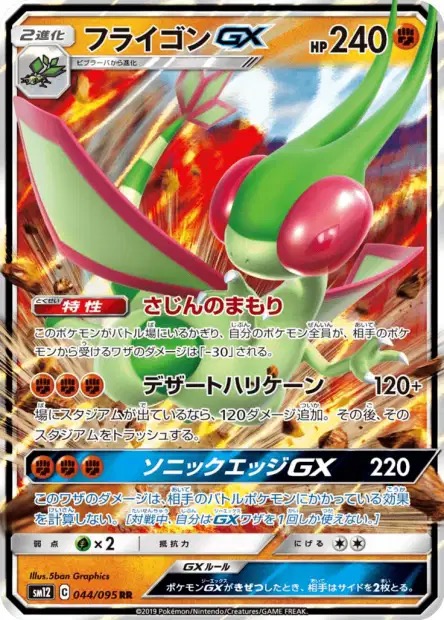 2進化 フライゴンGX HP240
ビブラーバから進化
とくせい
特性 さじんのまもり
このポケモンがバトル場にいるかぎり、自分のポケモン全員が、相手のポケ
モンから受けるワザのダメージは「-30」される。
デザートハリケーン 120+
場にスタジアムが出ているなら、120ダメージ追加。その後、その
スタジアムをトラッシュする。
ソニックエッジGX 220
このワザのダメージは、相手のバトルポケモンにかかっている効果
を計算しない。[対戦中、自分はGXワザを1回しか使えない。]
弱点 ×2 抵抗力 にげる
Illus.5ban Graphics
GXルール
ポケモンGXがきぜつしたとき、相手はサイドを2枚とる。
sm12 C 044/095 RR
©2019 Pokémon/Nintendo/Creatures/GAME FREAK.